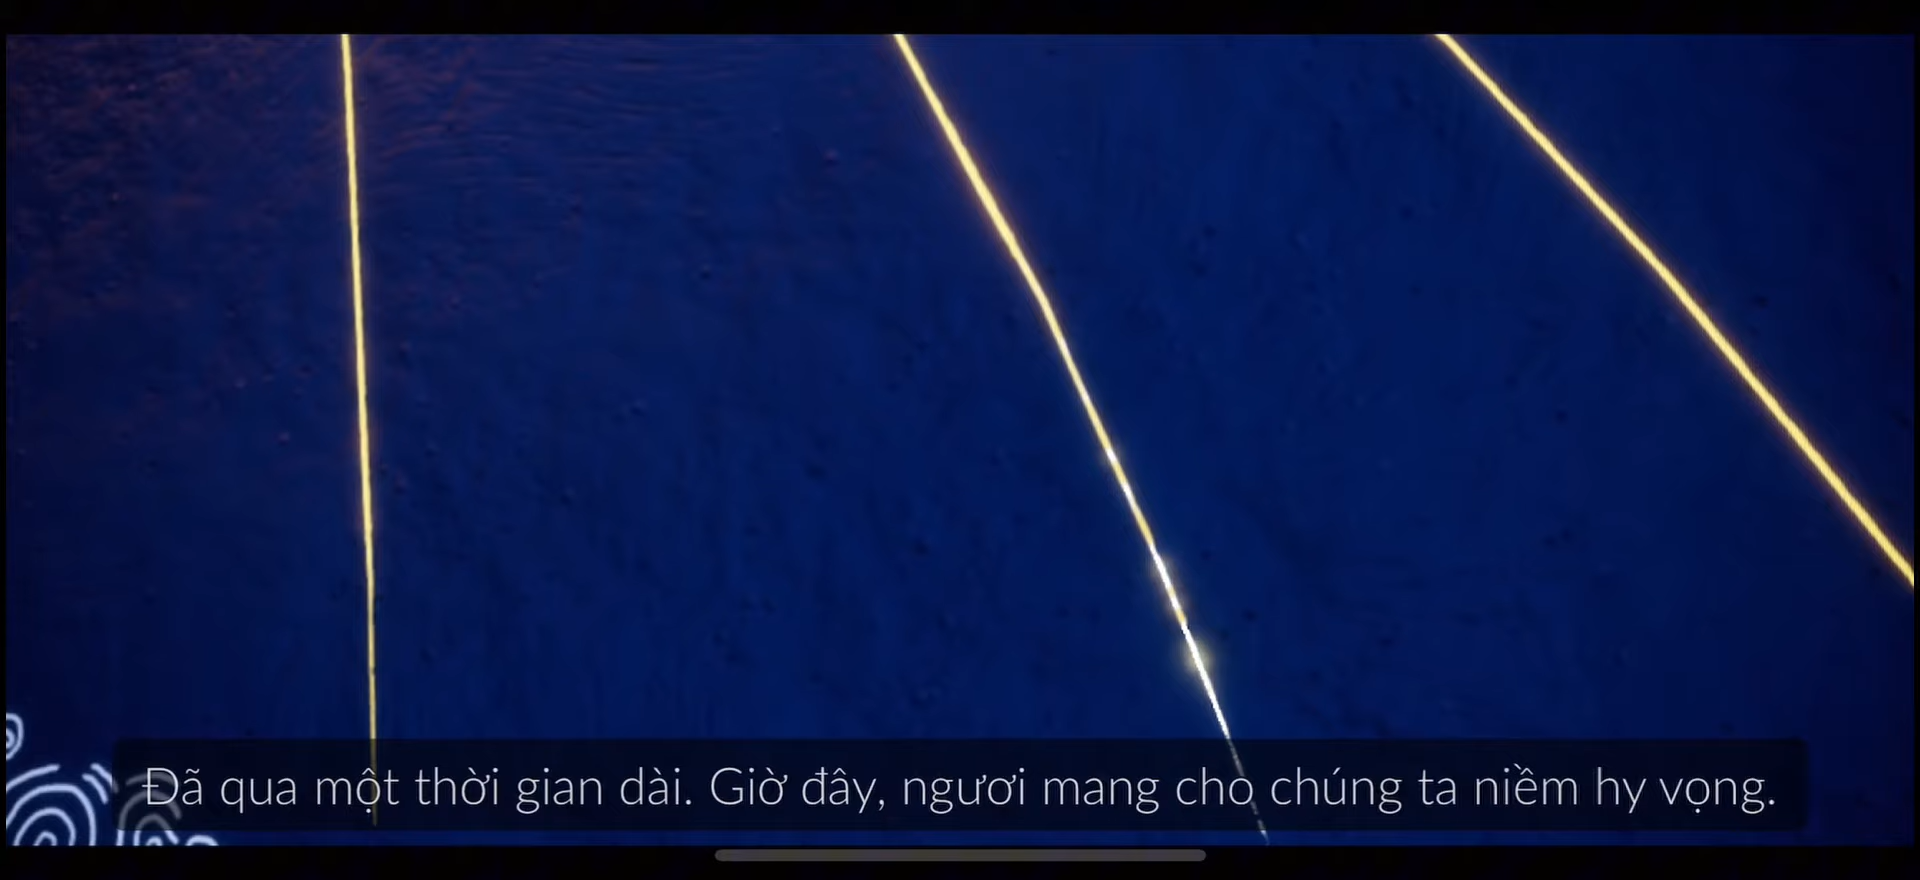 Đã qua một thời gian dài. Giờ đây, ngươi mang cho chúng ta niềm hy vọng.